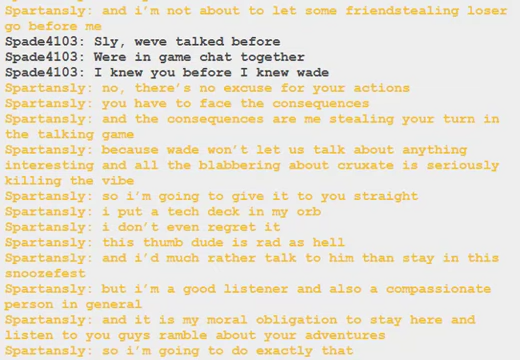 Spartansly: and i'm not about to let some friendstealing loser
go before me
Spade4103: Sly, weve talked before
Spade4103: Were in game chat together
Spade4103: I knew you before I knew wade
Spartansly: no, there's no excuse for your actions
Spartansly: you have to face the consequences
Spartansly: and the consequences are me stealing your turn in
the talking game
Spartansly: because wade won't let us talk about anything
interesting and all the blabbering about cruxate is seriously
killing the vibe
Spartansly: so i'm going to give it to you straight
Spartansly: i put a tech deck in my orb
Spartansly: i don't even regret it
Spartansly: this thumb dude is rad as hell
Spartansly: and i'd much rather talk to him than stay in this
snoozefest
Spartansly: but i'm a good listener and also a compassionate
person in general
Spartansly: and it is my moral obligation to stay here and
listen to you guys ramble about your adventures
Spartansly: so i'm going to do exactly that